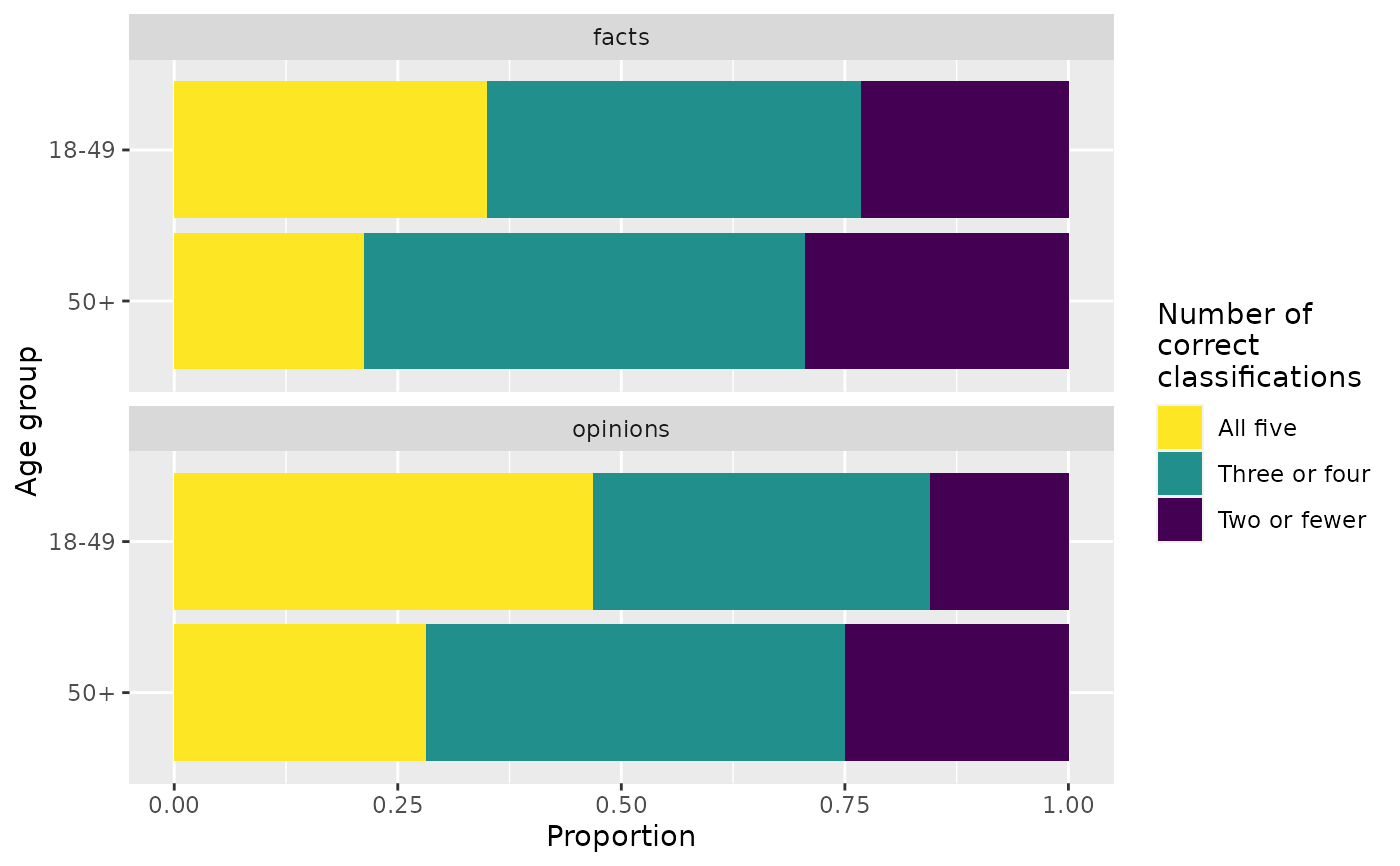 facts
18-49
50+
opinions
18-49
50+
0.00 0.25 0.50 0.75 1.00
Proportion
Age group
Number of
correct
classifications
All five
Three or four
Two or fewer